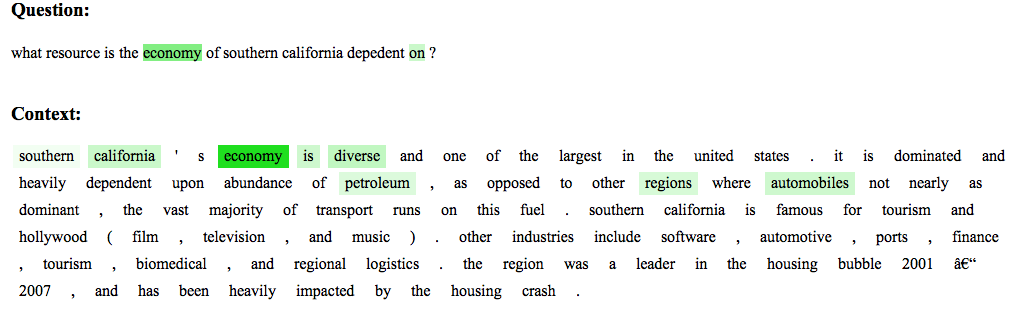 Question:
what resource is the economy of southern california depedent on ?
Context:
southern california ' s economy is diverse and one of the largest in the united states . it is dominated and
heavily dependent upon abundance of petroleum , as opposed to other regions where automobiles not nearly as
dominant , the vast majority of transport runs on this fuel . southern california is famous for tourism and
hollywood ( film , television , and music ) . other industries include software , automotive , ports , finance
, tourism , biomedical , and regional logistics . the region was a leader in the housing bubble 2001 â€“
2007 , and has been heavily impacted by the housing crash .